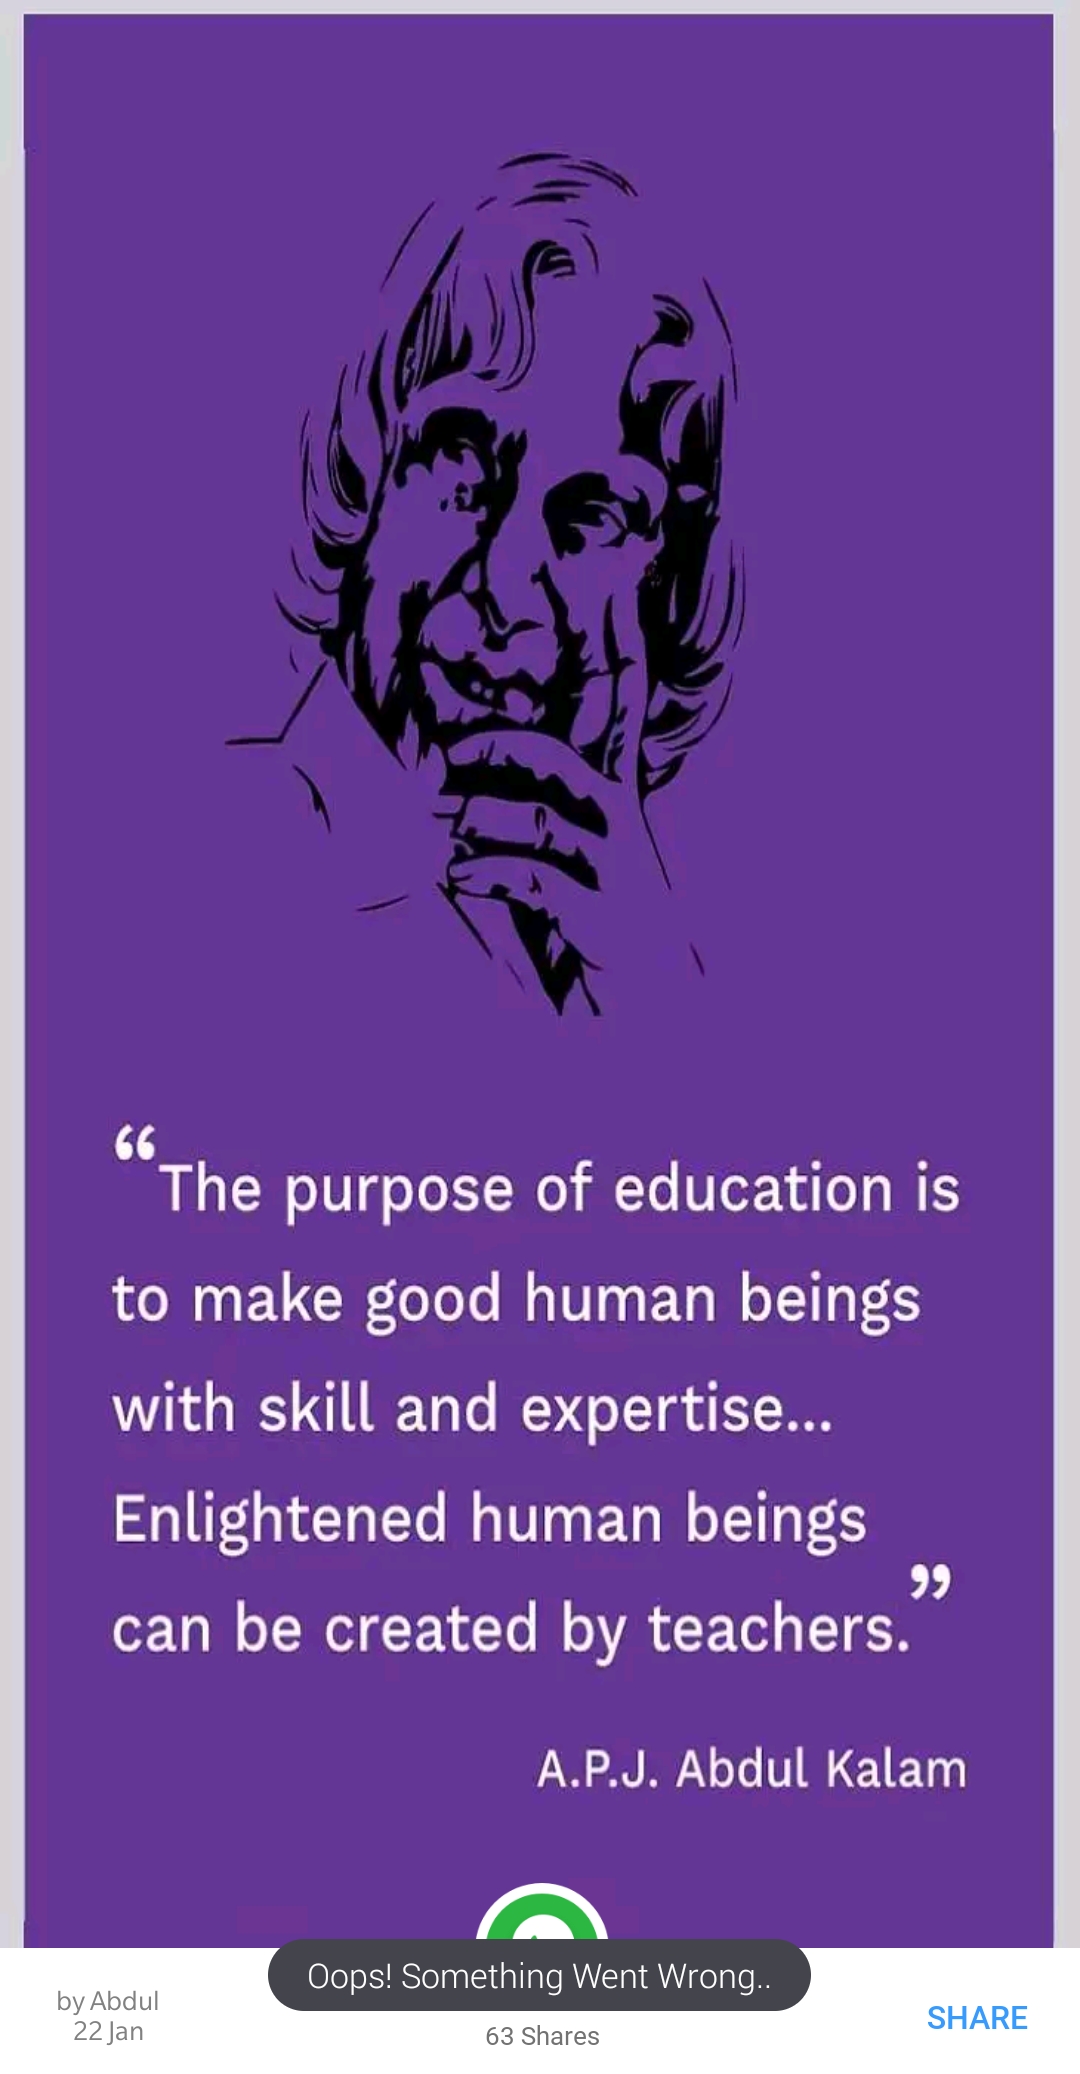 “The purpose of education is
to make good human beings
with skill and expertise...
Enlightened human beings
can be created by teachers.”
A.P.J. Abdul Kalam
Oops! Something Went Wrong..
by Abdul
22 Jan
63 Shares
SHARE